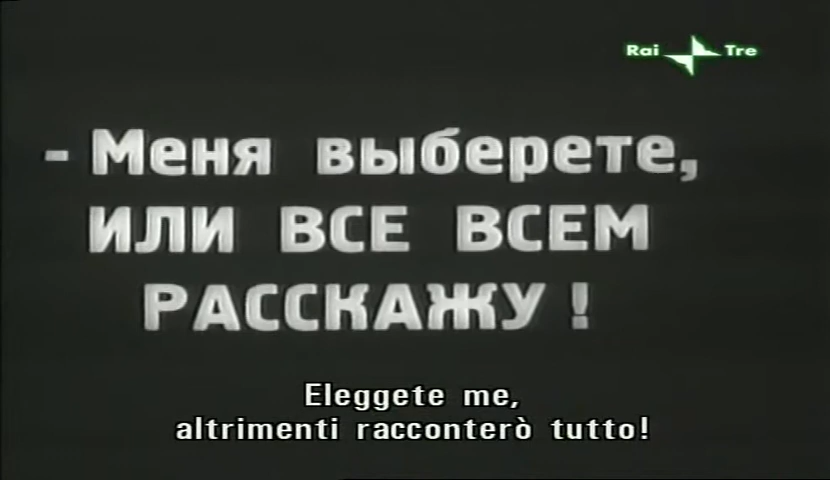 Rai Tre
- Меня выберете,
ИЛИ ВСЕ ВСЕМ
РАССКАЖУ!
Eleggete me,
altrimenti racconterò tutto!